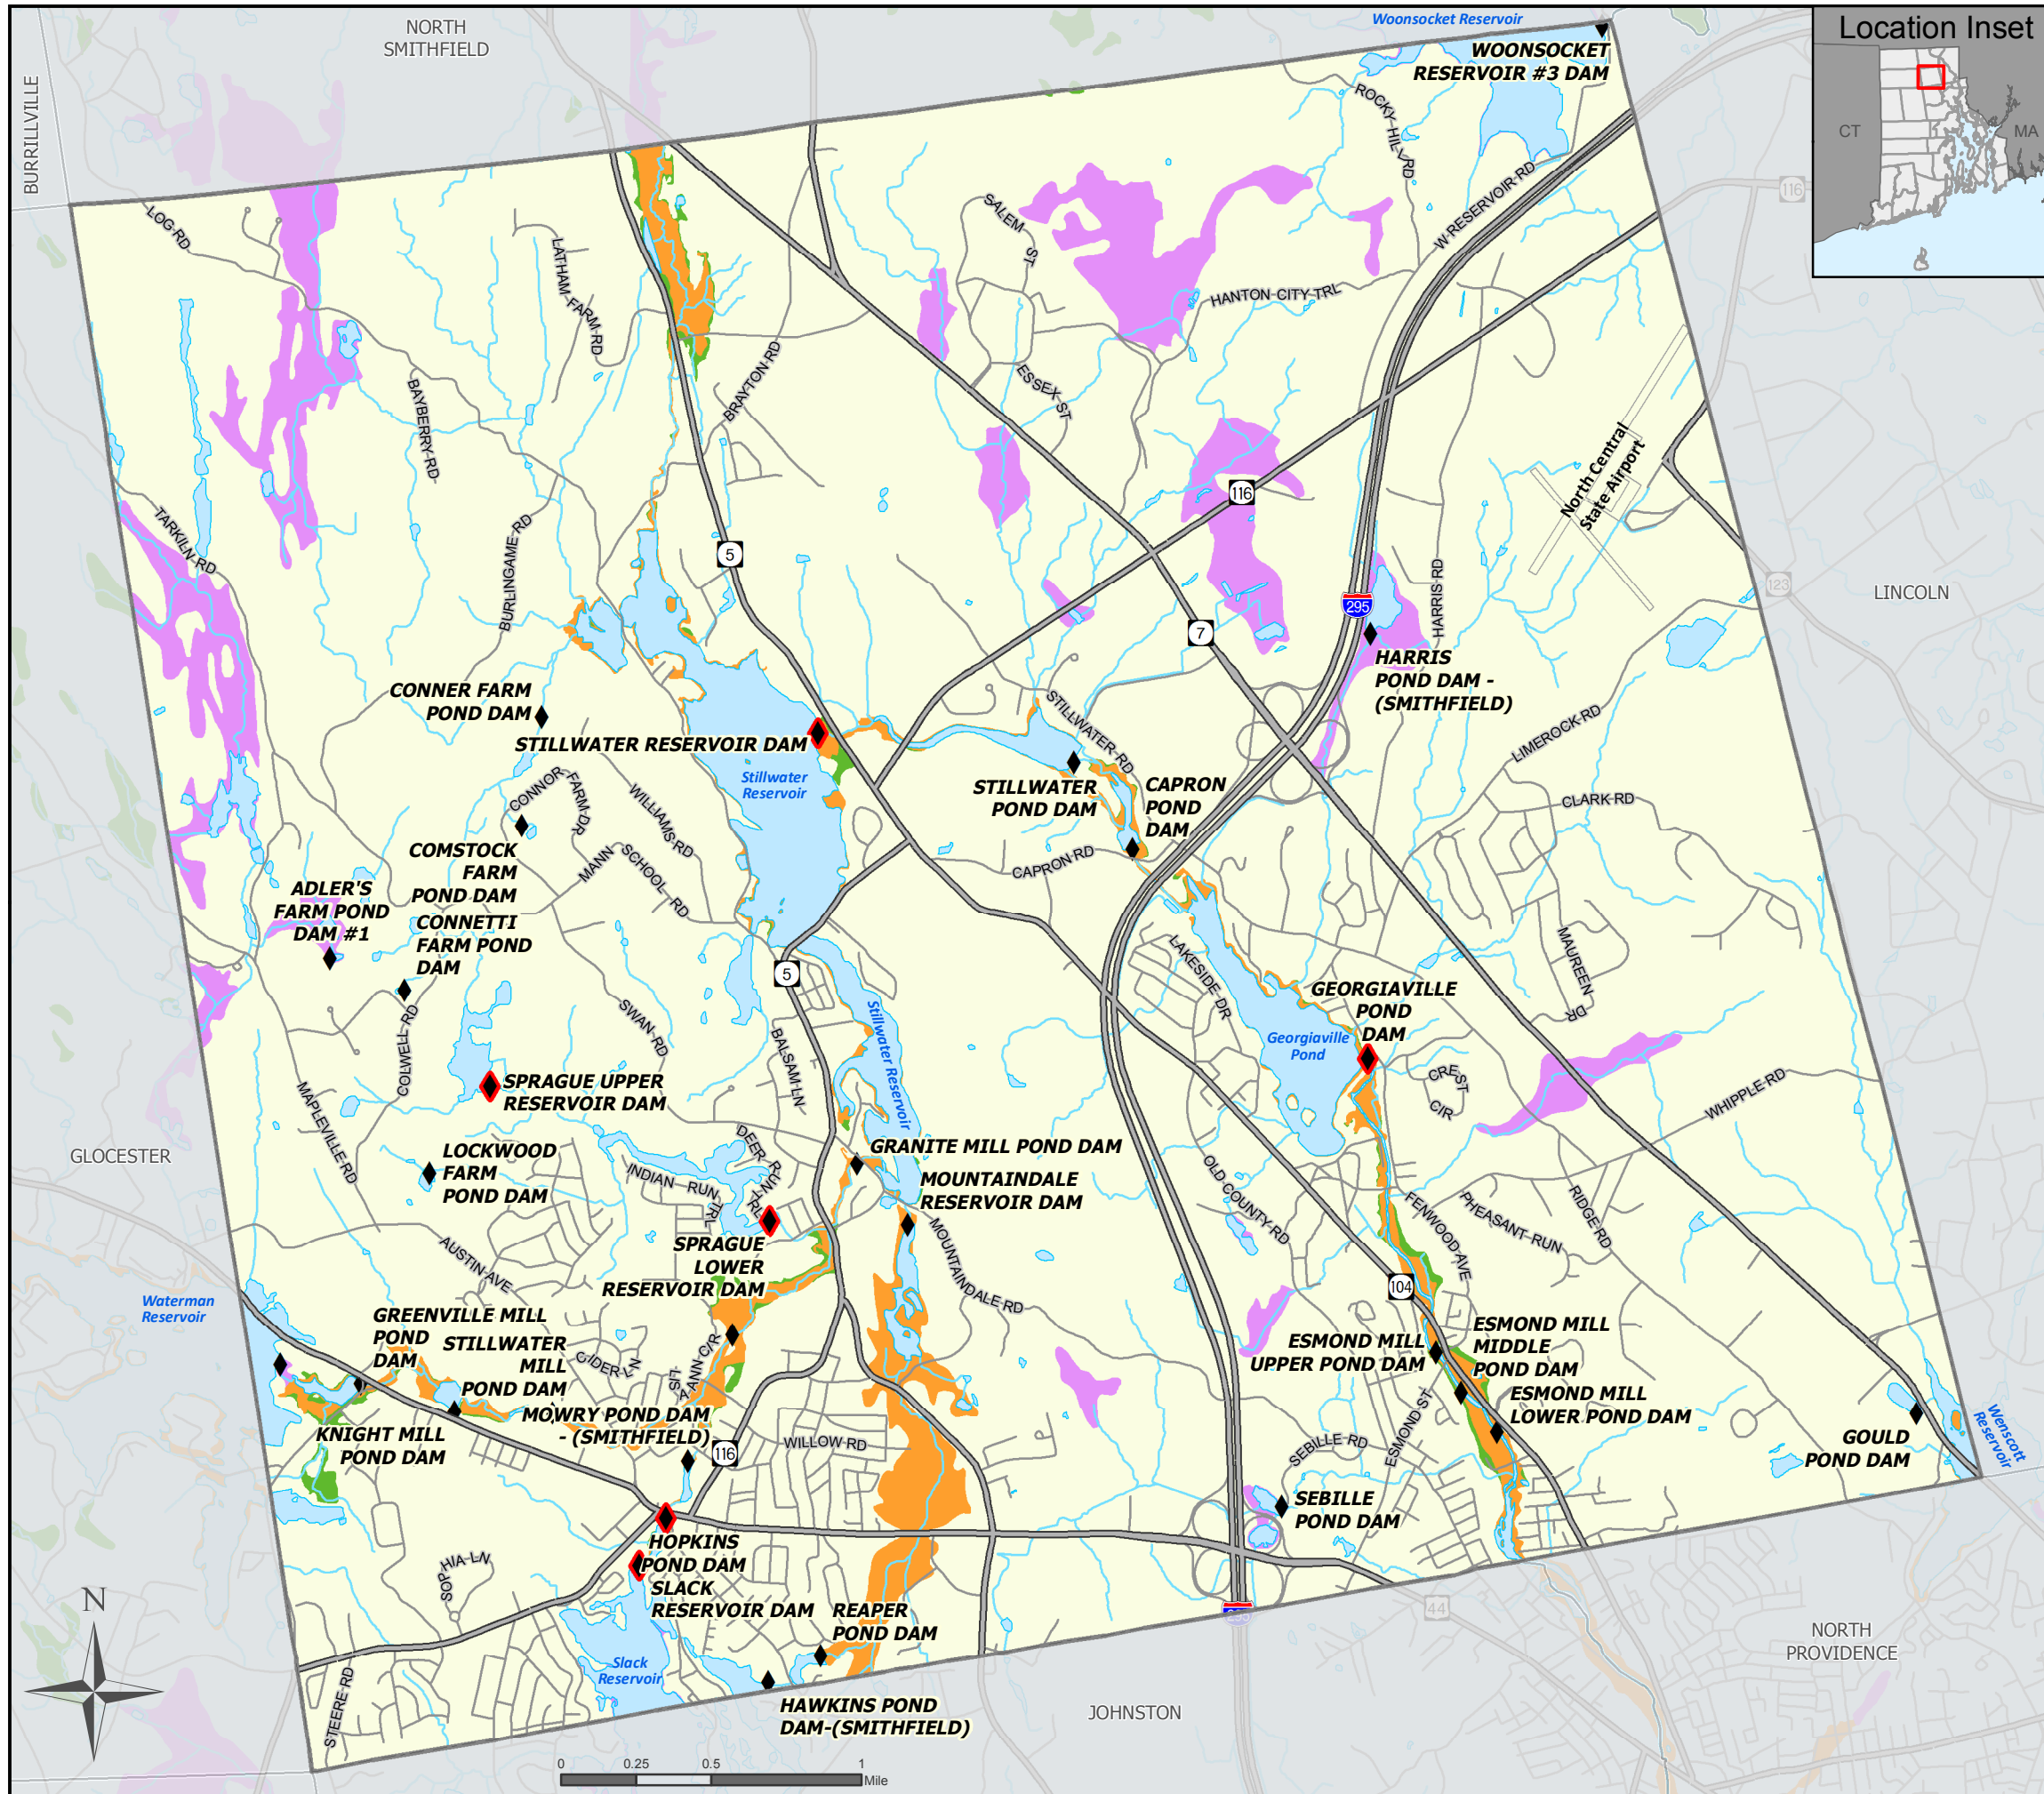 NORTH
SMITHFIELD
Woonsocket Reservoir
WOONSOCKET
RESERVOIR #3 DAM
Location Inset
CT
MA
BURRILLVILLE
ROCKY HILL RD
W RESERVOIR RD
116
LOG RD
LATHAM FARM RD
SALEM ST
HANTON CITY TRL
BRAYTON RD
ESSEX ST
BAYBERRY RD
North Central
State Airport
116
TARKILN RD
BURLINGAME RD
5
7
295
HARRIS RD
123
LINCOLN
HARRIS
POND DAM -
(SMITHFIELD)
CONNER FARM
POND DAM
STILLWATER RESERVOIR DAM
STILLWATER RD
LIMEROCK RD
Stillwater
Reservoir
STILLWATER
POND DAM
CAPRON
POND
DAM
CLARK RD
CONNOR FARM DR
WILLIAMS RD
COMSTOCK
FARM
POND DAM
MANN SCHOOL RD
CAPRON RD
ADLER'S
FARM POND
DAM #1
CONNETTI
FARM POND
DAM
MAUREEN DR
LAKESIDE DR
5
GEORGIAVILLE
POND
DAM
Georgiaville
Pond
Stillwater Reservoir
SWAN RD
COLWELL RD
BALSAM LN
SPRAGUE UPPER
RESERVOIR DAM
CREST CIR
WHIPPLE RD
MAPLEVILLE RD
GLOCESTER
LOCKWOOD
FARM
POND DAM
DEER RUN TRL
INDIAN RUN TRL
GRANITE MILL POND DAM
MOUNTAINDALE
RESERVOIR DAM
OLD COUNTY RD
FENWOOD AVE
PHEASANT RUN
RIDGE RD
SPRAGUE
LOWER
RESERVOIR DAM
AUSTIN AVE
MOUNTAINDALE RD
104
Waterman
Reservoir
GREENVILLE MILL
POND
DAM
STILLWATER
MILL
POND DAM
CIDER LN
LISA ANN CIR
ESMOND MILL
UPPER POND DAM
ESMOND MILL
MIDDLE
POND DAM
ESMOND MILL
LOWER POND DAM
MOWRY POND DAM
- (SMITHFIELD)
KNIGHT MILL
POND DAM
116
WILLOW RD
SEBILLE RD
ESMOND ST
GOULD
POND DAM
Wenscott
Reservoir
SEBILLE
POND DAM
HOPKINS
POND DAM
SLACK
RESERVOIR DAM
SOPHIA LN
REAPER
POND DAM
295
44
N
STEERE RD
Slack
Reservoir
HAWKINS POND
DAM-(SMITHFIELD)
JOHNSTON
NORTH
PROVIDENCE
0 0.25 0.5 1
Mile